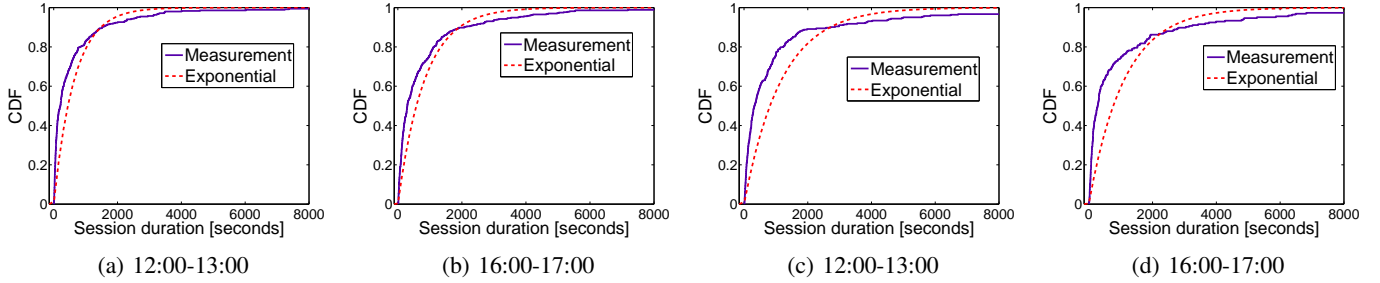 CDF
1
0.8
0.6
0.4
0.2
0
Measurement
Exponential
0 2000 4000 6000 8000
Session duration [seconds]
(a) 12:00-13:00
CDF
1
0.8
0.6
0.4
0.2
0
Measurement
Exponential
0 2000 4000 6000 8000
Session duration [seconds]
(b) 16:00-17:00
CDF
1
0.8
0.6
0.4
0.2
0
Measurement
Exponential
0 2000 4000 6000 8000
Session duration [seconds]
(c) 12:00-13:00
CDF
1
0.8
0.6
0.4
0.2
0
Measurement
Exponential
0 2000 4000 6000 8000
Session duration [seconds]
(d) 16:00-17:00